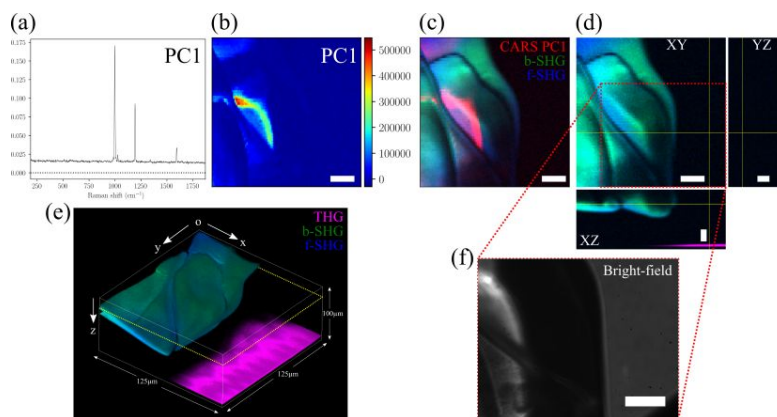 (a)
PC1
0.175
0.150
0.125
0.100
0.075
0.050
0.025
0.000
250 500 750 1000 1250 1500 1750
Raman shift (cm⁻¹)
(b)
PC1
500000
400000
300000
200000
100000
0
(c)
CARS PC1
b-SHG
f-SHG
(d)
XY
YZ
XZ
(e)
THG
b-SHG
f-SHG
o
y
x
z
100μm
125μm
125μm
(f)
Bright-field